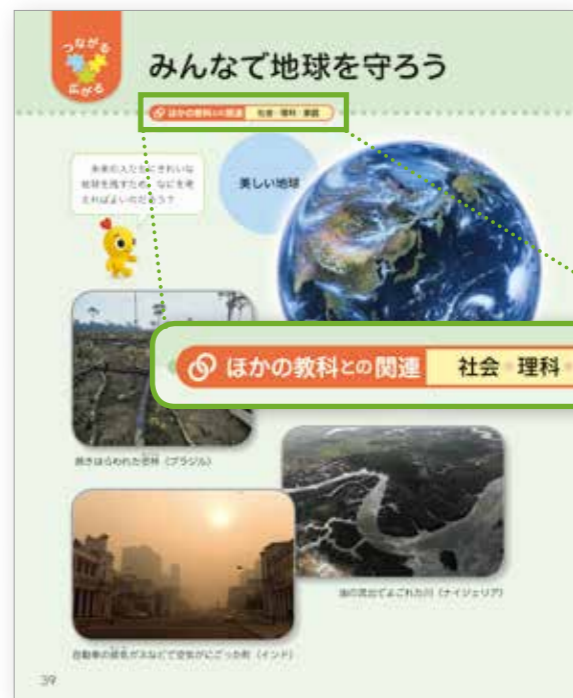 つながる
広がる
みんなで地球を守ろう
ほかの教科との関連 社会・理科・家庭
未来の人たちにきれいな
地球を残すため、なにを考
えればよいのだろう?
美しい地球
ほかの教科との関連 社会・理科・
焼きはらわれた密林(ブラジル)
油の流出でよごれた川(ナイジェリア)
自動車の排気ガスなどで空気がにごった町(インド)
39